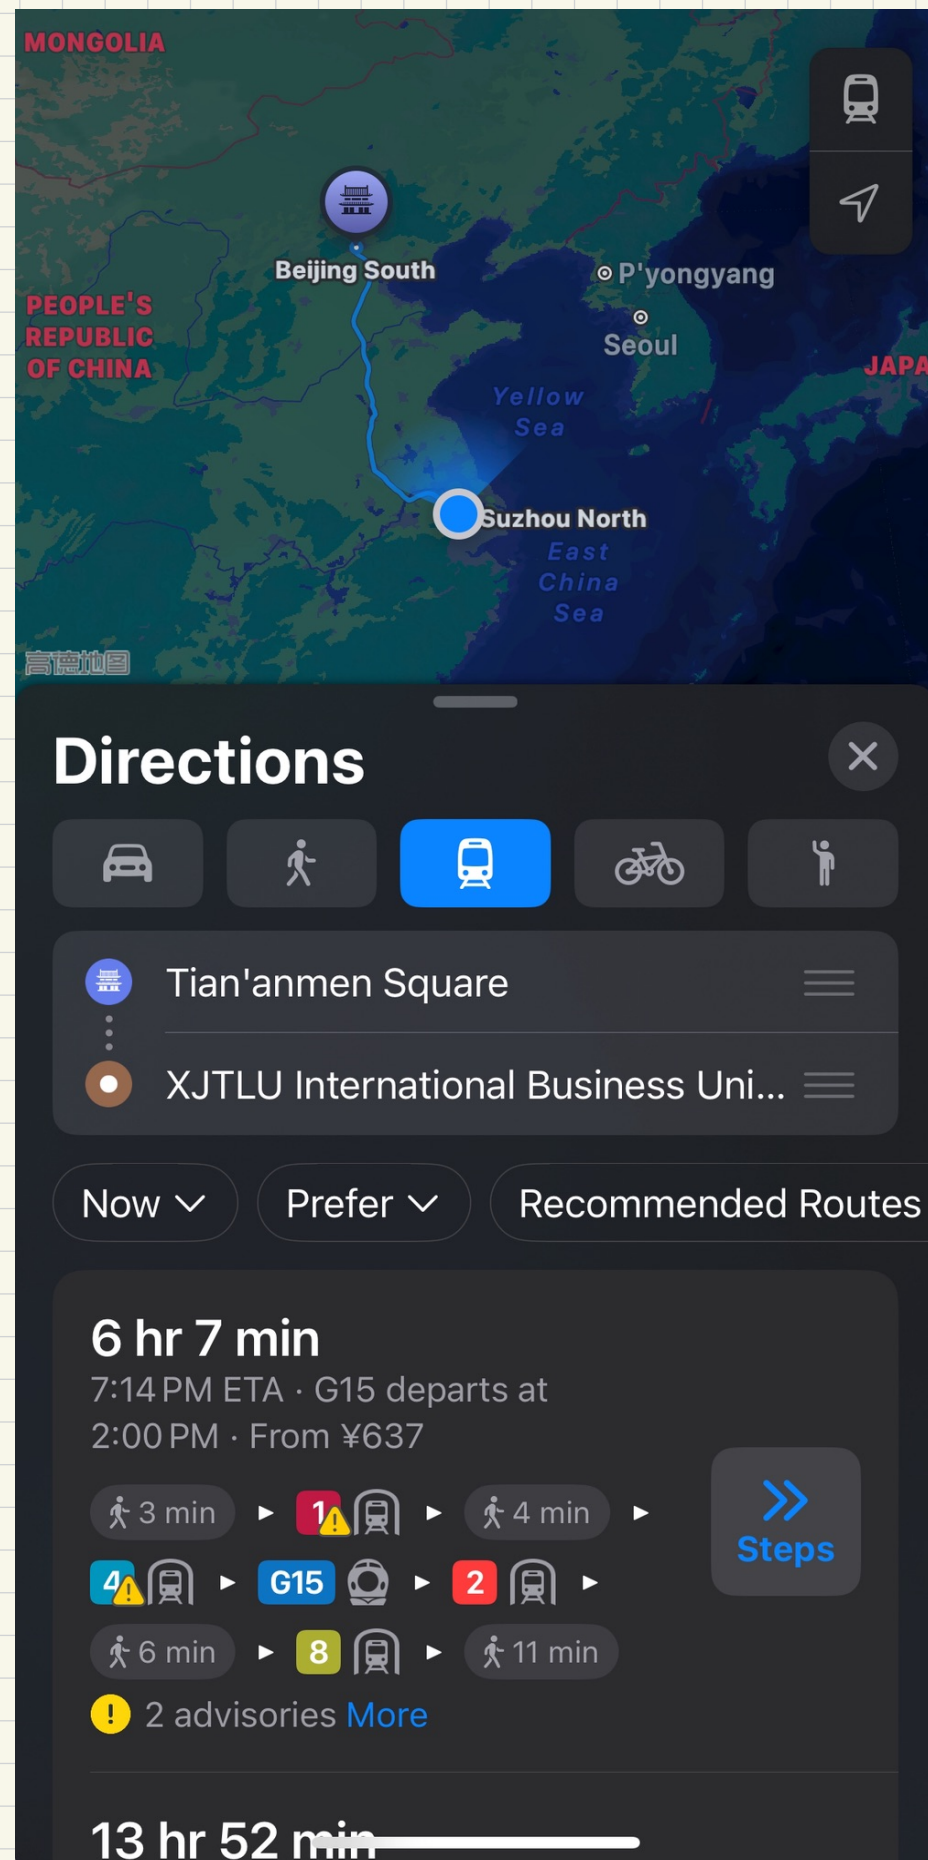 MONGOLIA
Beijing South
P'yongyang
PEOPLE'S
REPUBLIC
OF CHINA
Seoul
JAPA
Yellow
Sea
Suzhou North
East
China
Sea
高德地图
Directions
Tian'anmen Square
XJTLU International Business Uni...
Now
Prefer
Recommended Routes
6 hr 7 min
7:14 PM ETA · G15 departs at
2:00 PM · From ¥637
3 min ▸ 1 ▸ 4 min ▸
4 ▸ G15 ▸ 2 ▸
6 min ▸ 8 ▸ 11 min
Steps
2 advisories More
13 hr 52 min